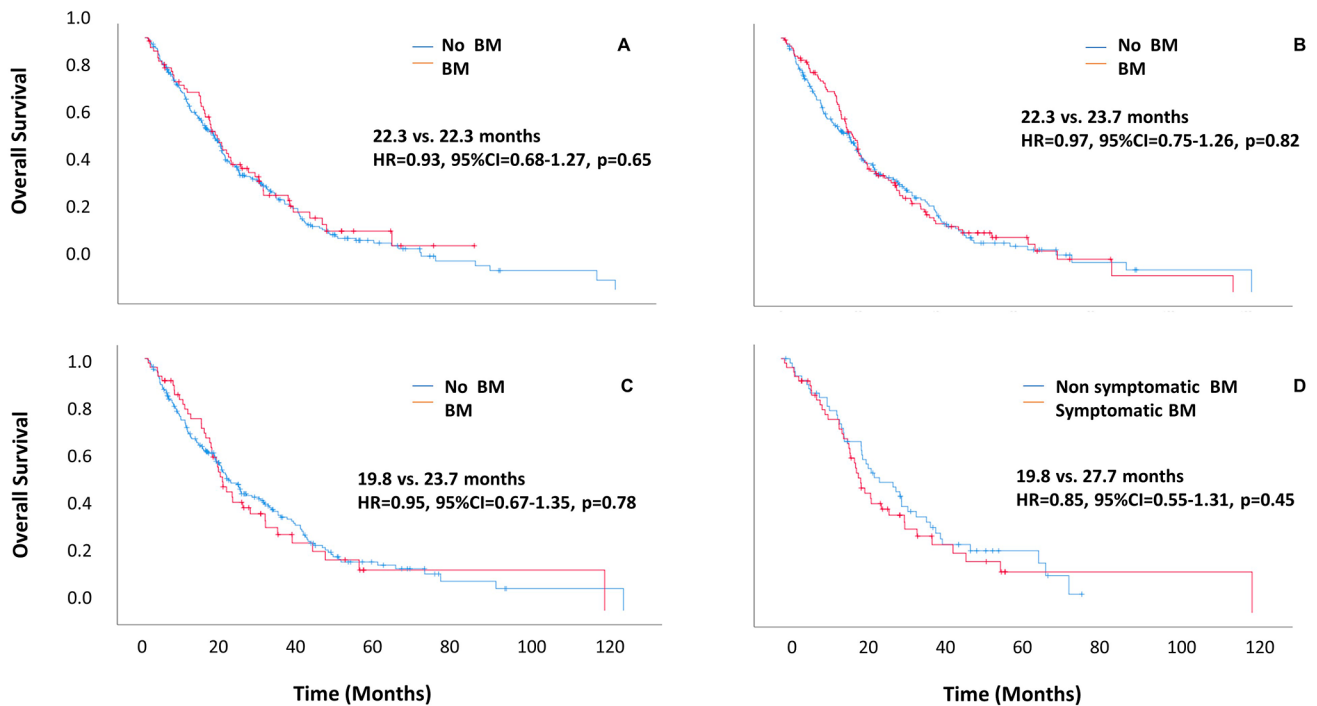 1.0
0.8
0.6
0.4
0.2
0.0
Overall Survival
No BM
BM
A
22.3 vs. 22.3 months
HR=0.93, 95%CI=0.68-1.27, p=0.65
No BM
BM
B
22.3 vs. 23.7 months
HR=0.97, 95%CI=0.75-1.26, p=0.82
1.0
0.8
0.6
0.4
0.2
0.0
Overall Survival
No BM
BM
C
19.8 vs. 23.7 months
HR=0.95, 95%CI=0.67-1.35, p=0.78
0 20 40 60 80 100 120
Time (Months)
Non symptomatic BM
Symptomatic BM
D
19.8 vs. 27.7 months
HR=0.85, 95%CI=0.55-1.31, p=0.45
0 20 40 60 80 100 120
Time (Months)